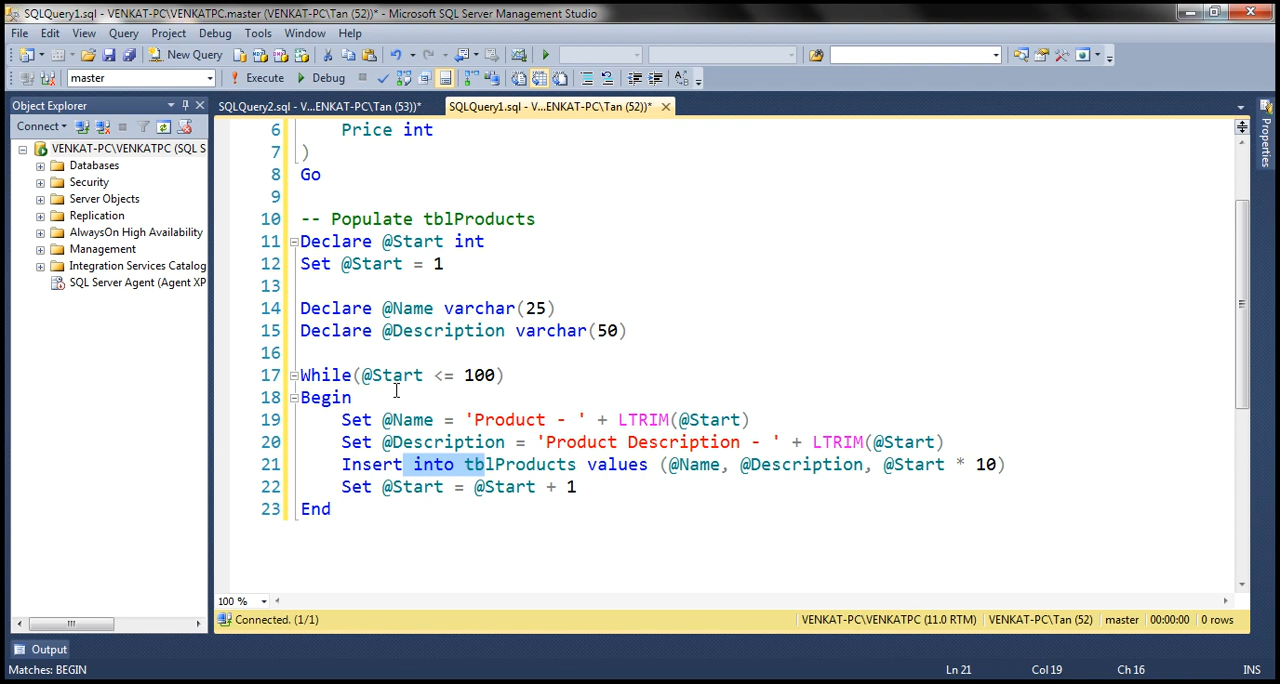 SQLQuery1.sql - VENKAT-PC\VENKATPC.master (VENKAT-PC\Tan (52))* - Microsoft SQL Server Management Studio
File Edit View Query Project Debug Tools Window Help
New Query
master Execute Debug
Object Explorer
SQLQuery2.sql - V...ENKAT-PC\Tan (53))*
SQLQuery1.sql - V...ENKAT-PC\Tan (52))*
Connect
VENKAT-PC\VENKATPC (SQL S
Databases
Security
Server Objects
Replication
AlwaysOn High Availability
Management
Integration Services Catalog
SQL Server Agent (Agent XP
Properties
6 Price int
7 )
8 Go
9
10 -- Populate tblProducts
11 Declare @Start int
12 Set @Start = 1
13
14 Declare @Name varchar(25)
15 Declare @Description varchar(50)
16
17 While(@Start <= 100)
18 Begin
19 Set @Name = 'Product - ' + LTRIM(@Start)
20 Set @Description = 'Product Description - ' + LTRIM(@Start)
21 Insert into tblProducts values (@Name, @Description, @Start * 10)
22 Set @Start = @Start + 1
23 End
100 %
Connected. (1/1) VENKAT-PC\VENKATPC (11.0 RTM) VENKAT-PC\Tan (52) master 00:00:00 0 rows
Output
Matches: BEGIN Ln 21 Col 19 Ch 16 INS